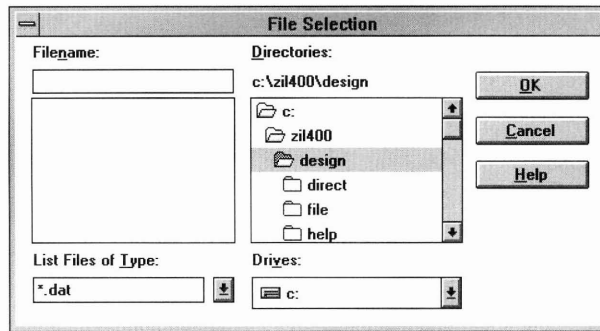 File Selection
Filename:
Directories:
c:\zil400\design
c:
zil400
design
direct
file
help
List Files of Type:
*.dat
Drives:
c:
OK
Cancel
Help